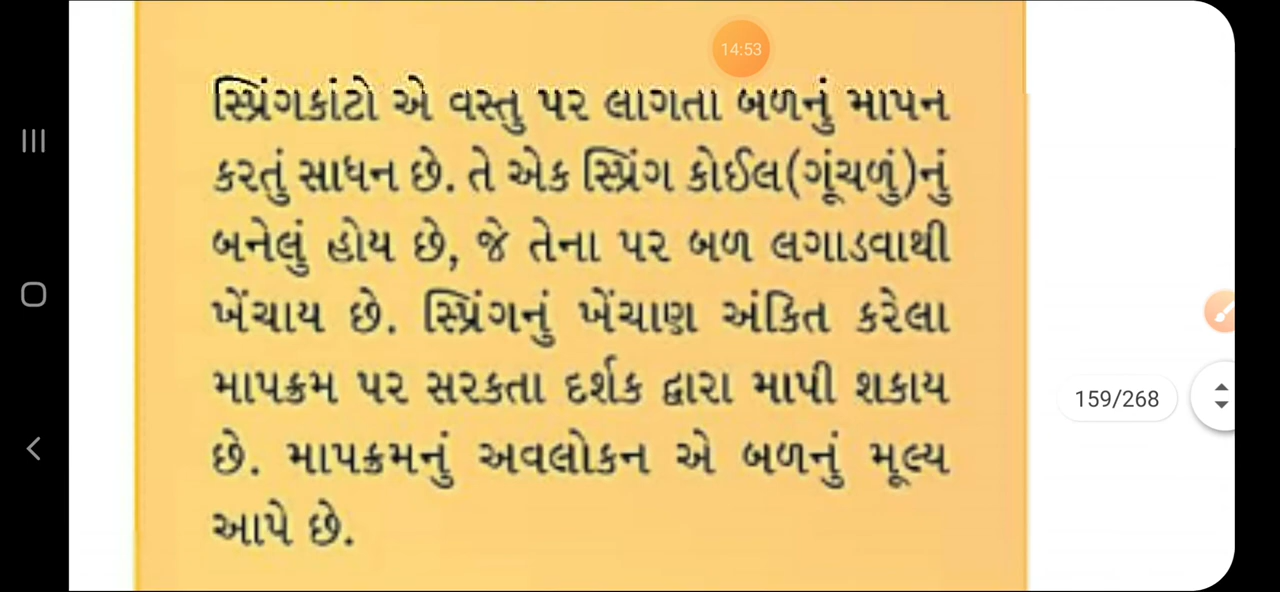 14:53
સ્પ્રિંગકાંટો એ વસ્તુ પર લાગતા બળનું માપન
કરતું સાધન છે. તે એક સ્પ્રિંગ કોઈલ(ગૂંચળું)નું
બનેલું હોય છે, જે તેના પર બળ લગાડવાથી
ખેંચાય છે. સ્પ્રિંગનું ખેંચાણ અંકિત કરેલા
માપક્રમ પર સરકતા દર્શક દ્વારા માપી શકાય
છે. માપક્રમનું અવલોકન એ બળનું મૂલ્ય
આપે છે.
159/268